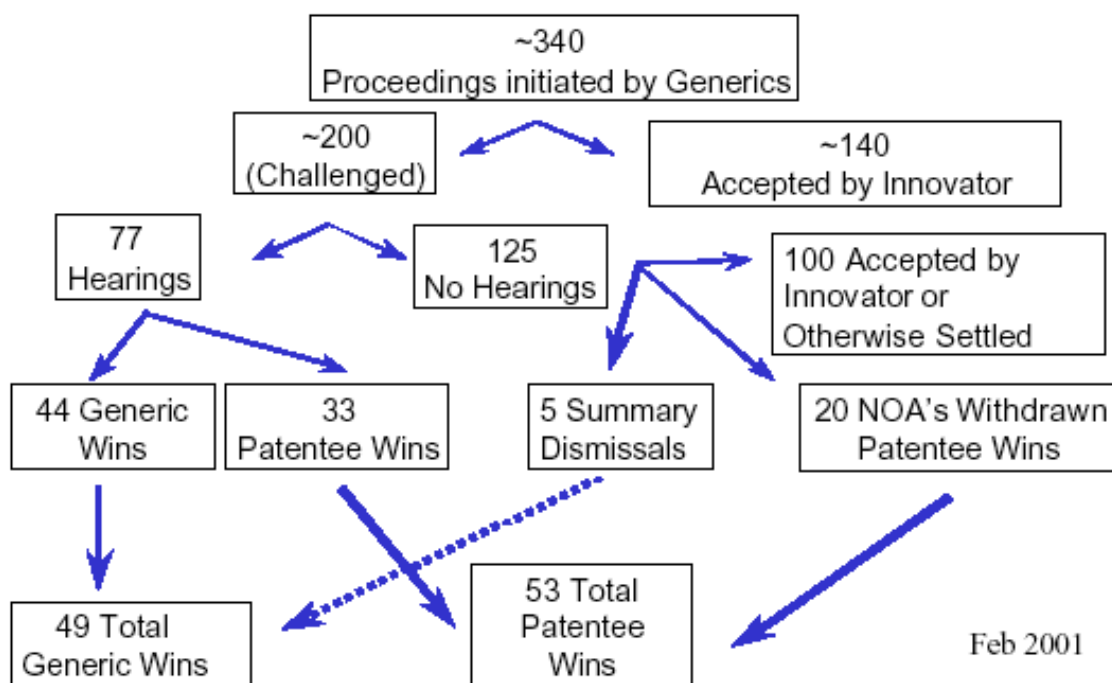 ~340
Proceedings initiated by Generics
~200
(Challenged)
~140
Accepted by Innovator
77
Hearings
125
No Hearings
100 Accepted by
Innovator or
Otherwise Settled
44 Generic
Wins
33
Patentee Wins
5 Summary
Dismissals
20 NOA's Withdrawn
Patentee Wins
49 Total
Generic Wins
53 Total
Patentee
Wins
Feb 2001